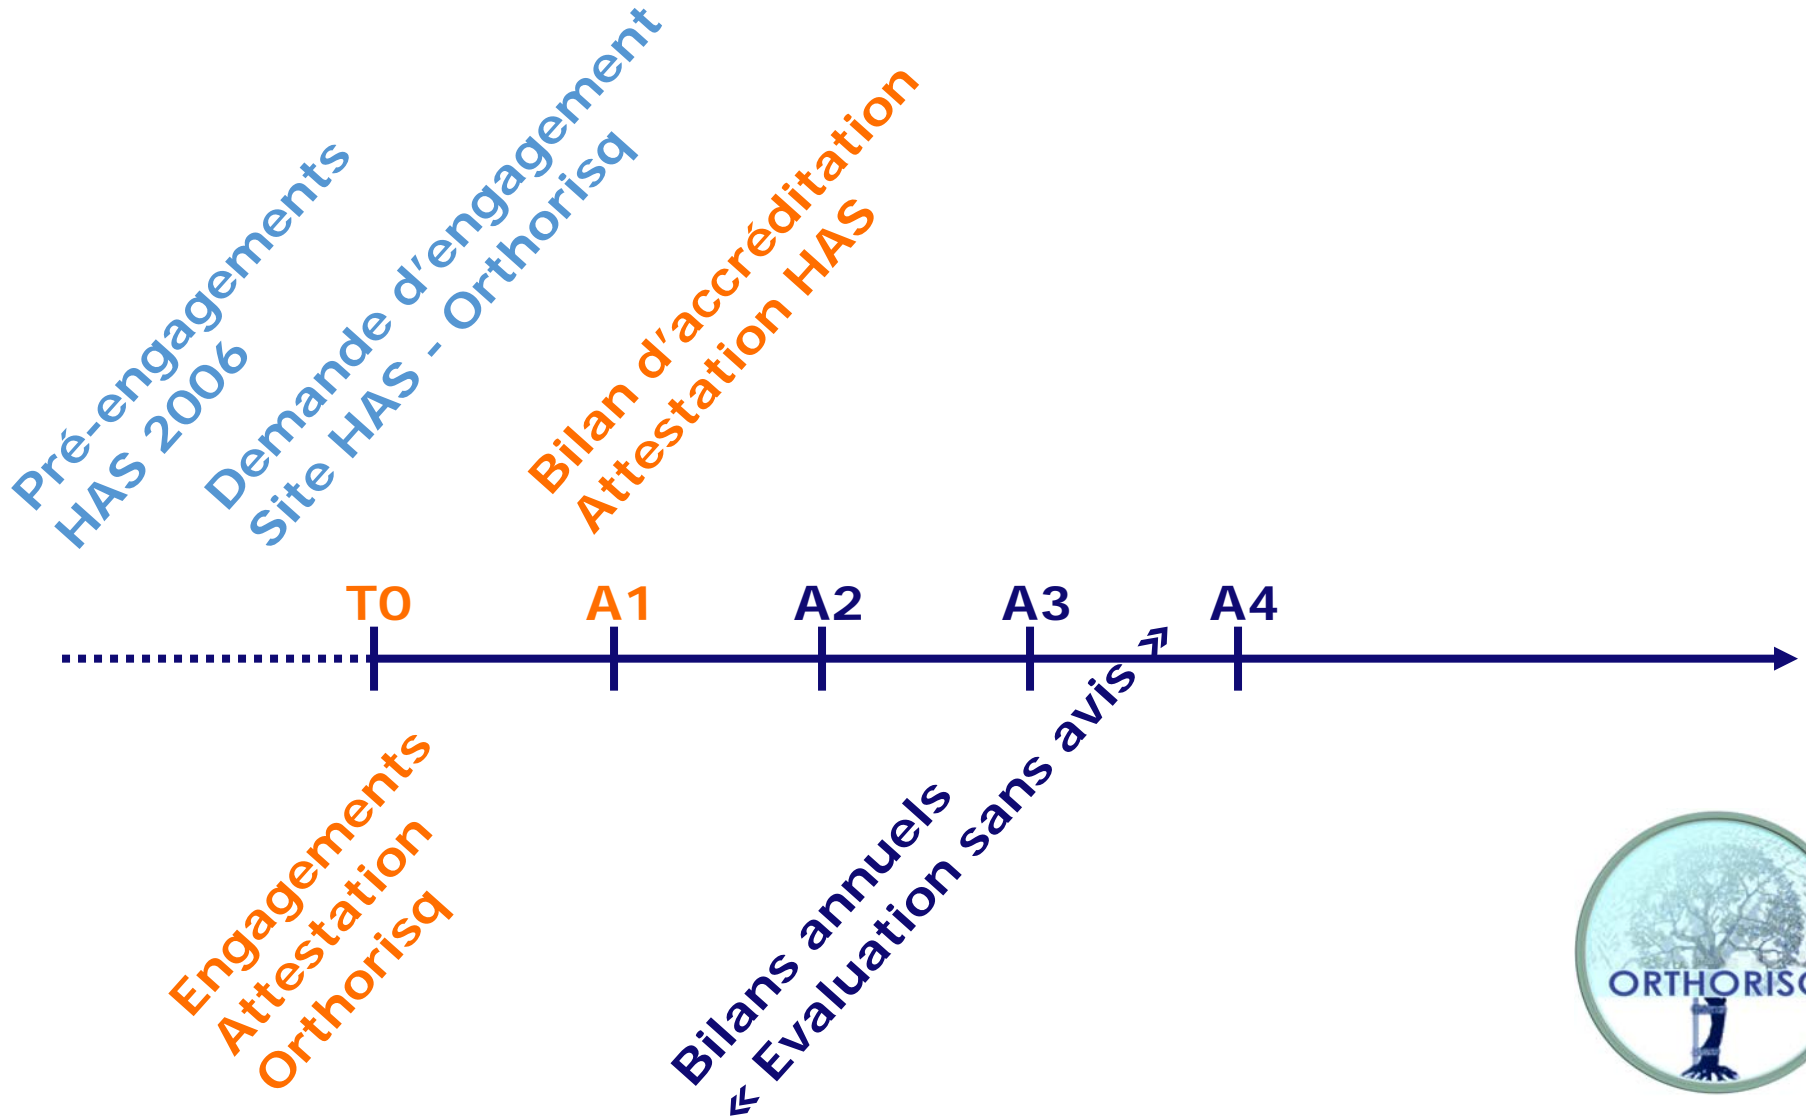 Pré-engagements
HAS 2006
Demande d'engagement
Site HAS - Orthorisq
Bilan d'accréditation
Attestation HAS
T0
A1
A2
A3
A4
Engagements
Attestation
Orthorisq
Bilans annuels
« Evaluation sans avis »
ORTHORISQ